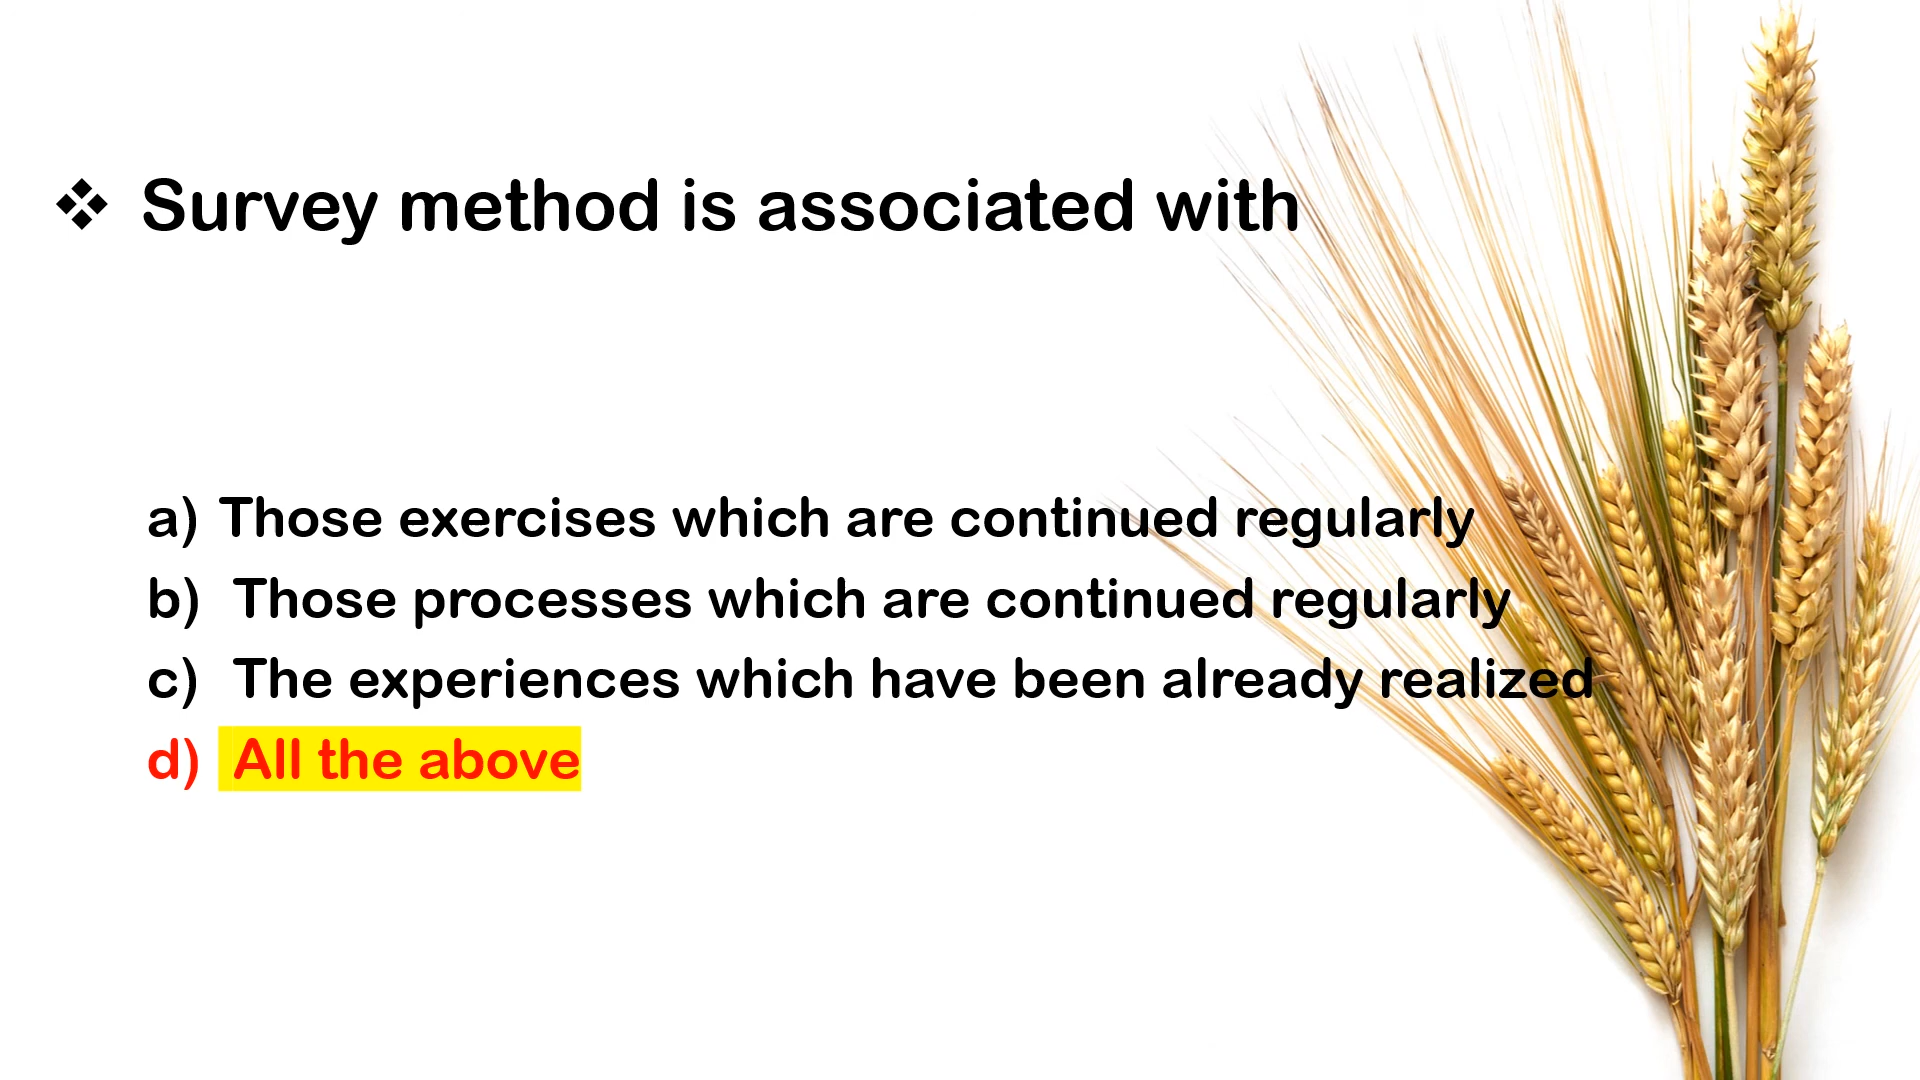 ❖ Survey method is associated with
a) Those exercises which are continued regularly
b) Those processes which are continued regularly
c) The experiences which have been already realized
d) All the above